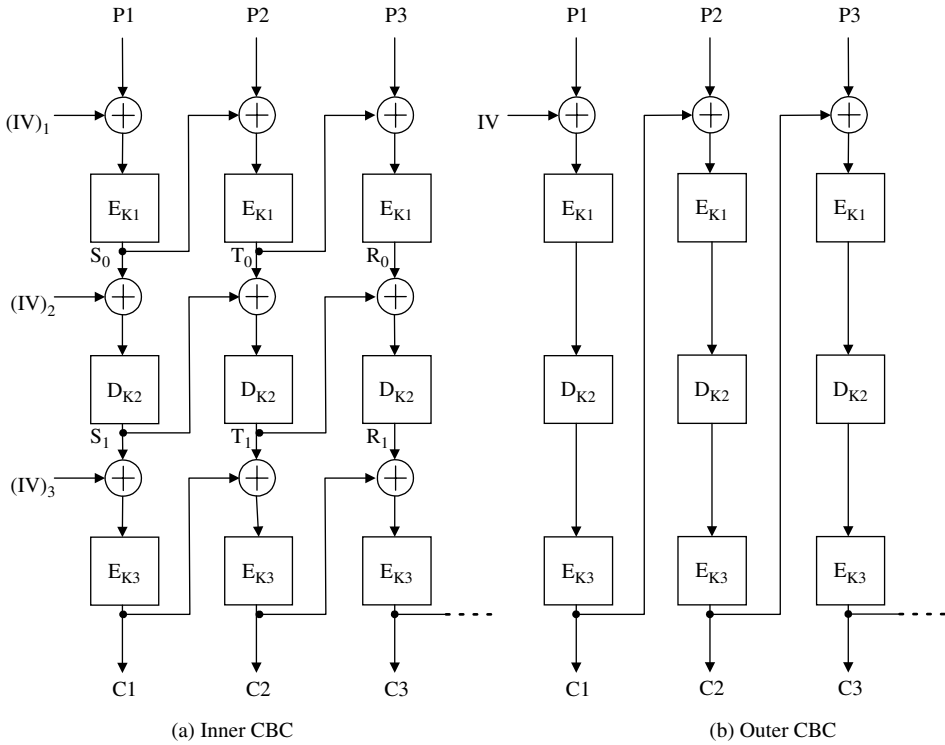 P1 P2 P3 P1 P2 P3
(IV)1 IV
EK1 EK1 EK1 EK1 EK1 EK1
S0 T0 R0
(IV)2
DK2 DK2 DK2 DK2 DK2 DK2
S1 T1 R1
(IV)3
EK3 EK3 EK3 EK3 EK3 EK3
C1 C2 C3 C1 C2 C3
(a) Inner CBC (b) Outer CBC